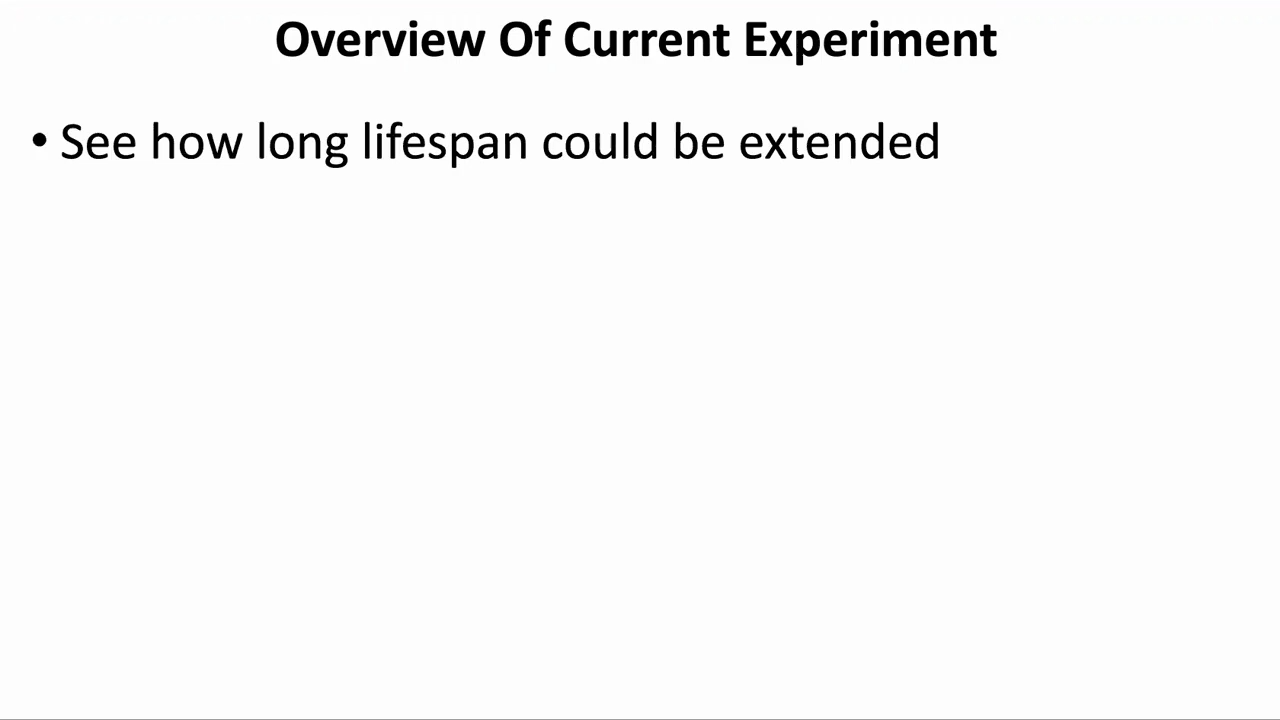 Overview Of Current Experiment
• See how long lifespan could be extended